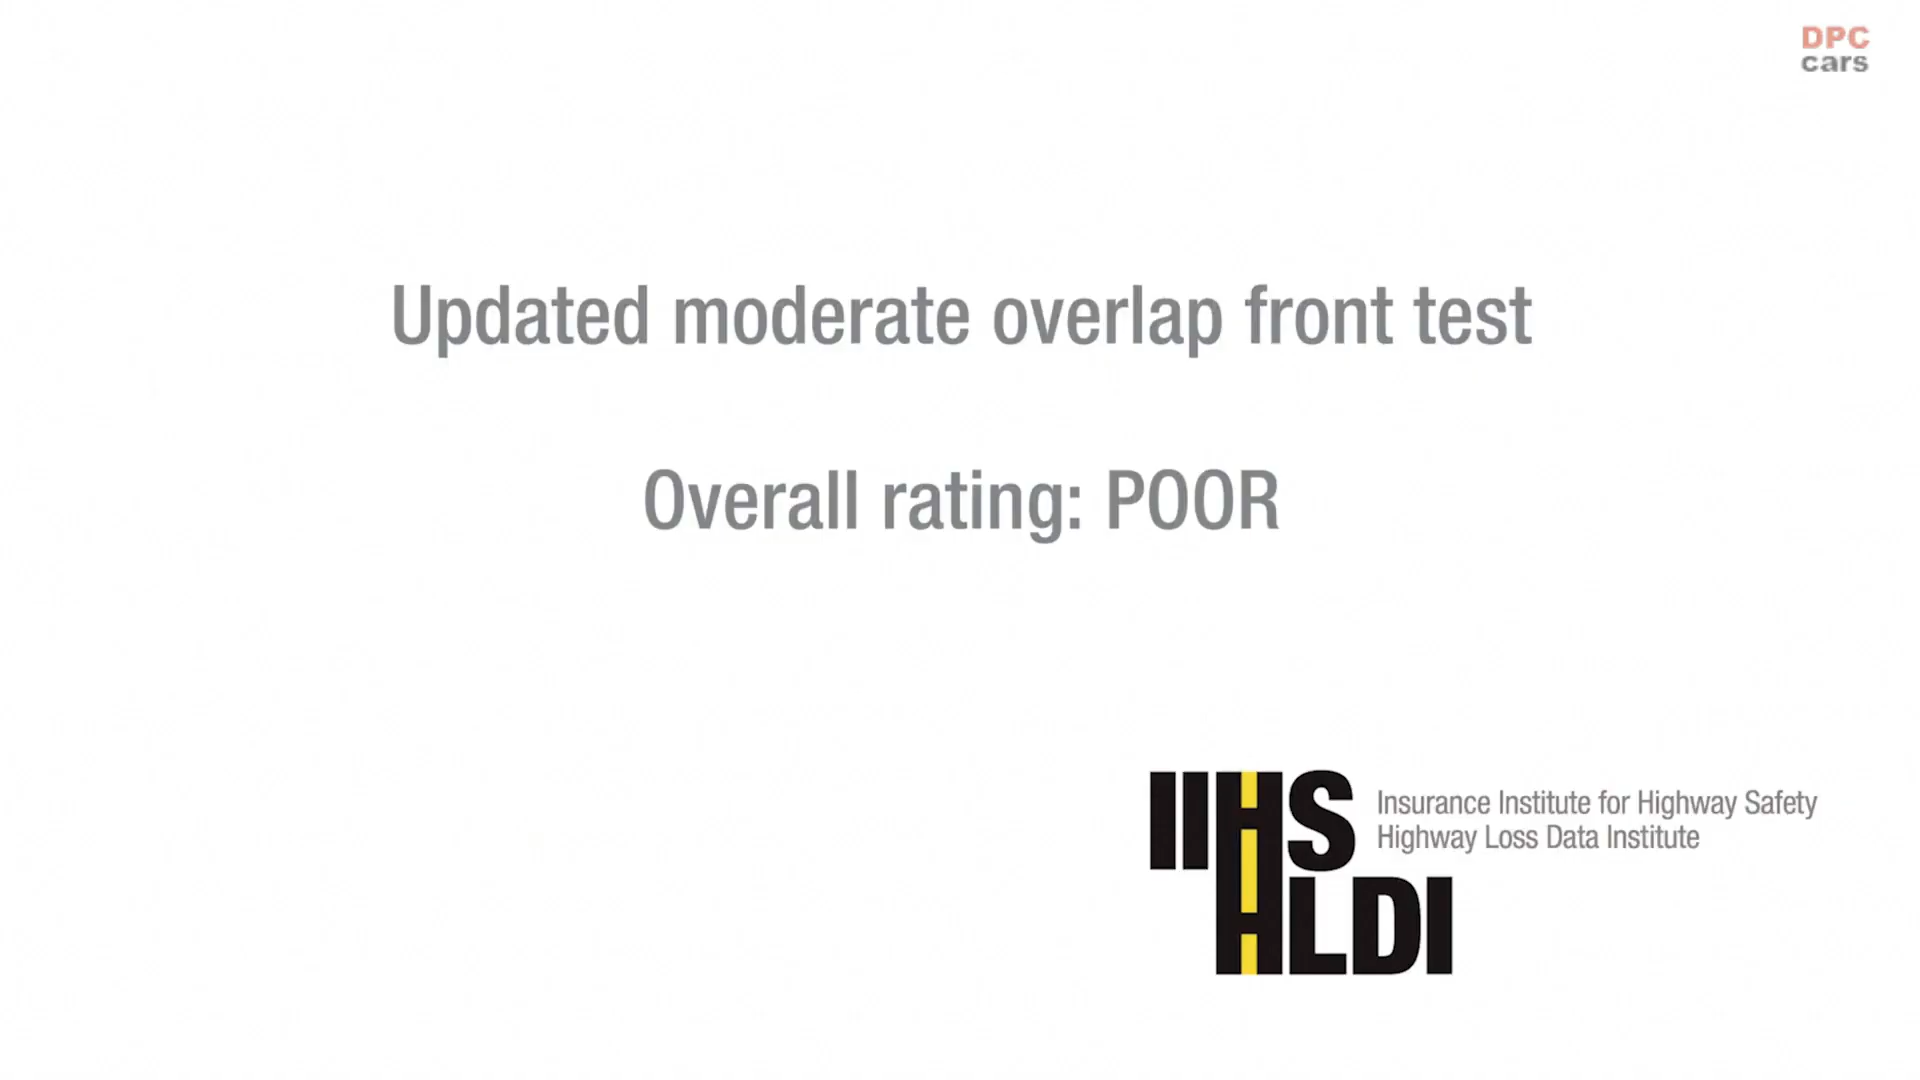 DPC
cars
Updated moderate overlap front test
Overall rating: POOR
IIHS
HLDI
Insurance Institute for Highway Safety
Highway Loss Data Institute